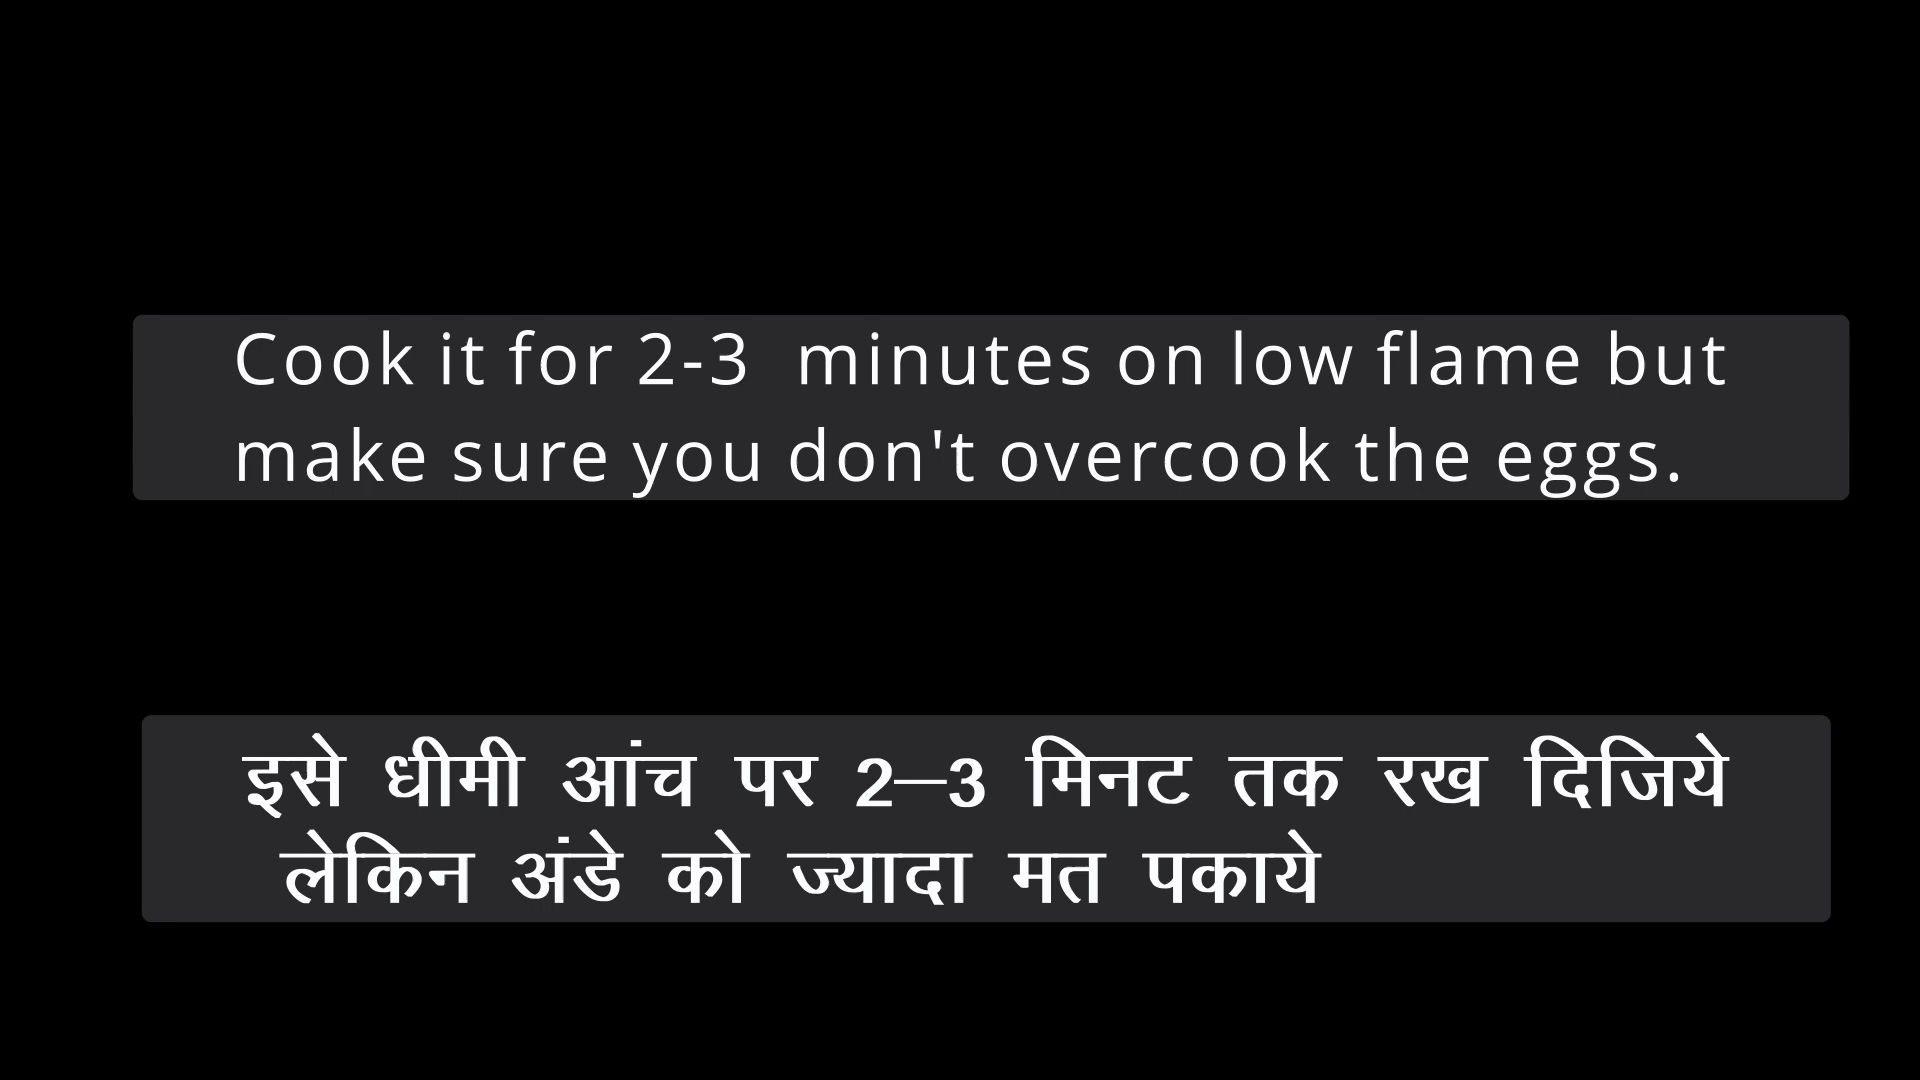 Cook it for 2-3  minutes on low flame but
make sure you don't overcook the eggs.
इसे धीमी आंच पर 2–3 मिनट तक रख दिजिये
लेकिन अंडे को ज्यादा मत पकाये